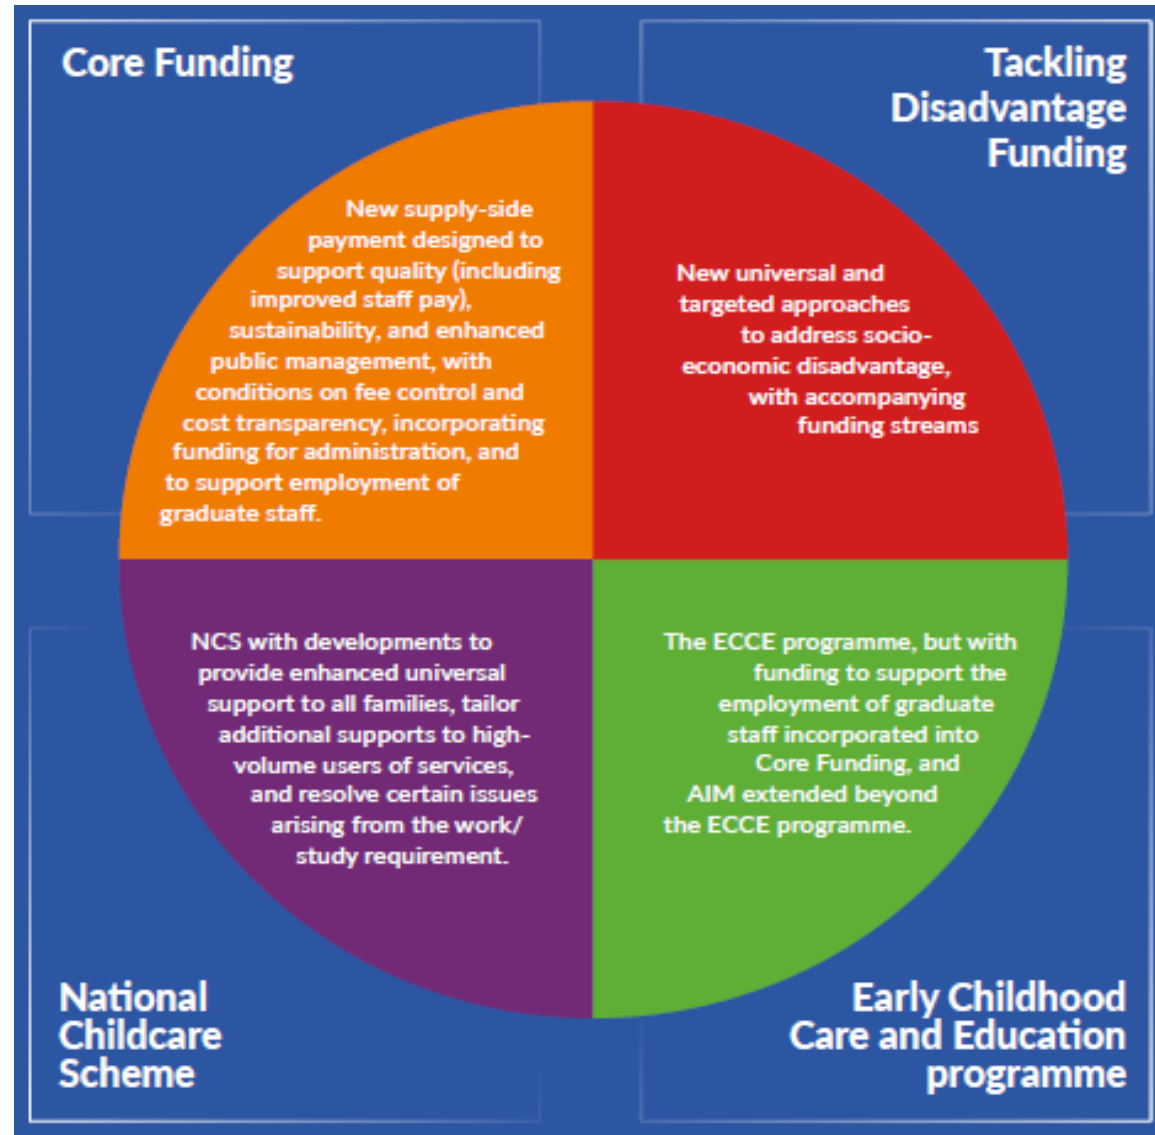 Core Funding
New supply-side
payment designed to
support quality (including
improved staff pay),
sustainability, and enhanced
public management, with
conditions on fee control and
cost transparency, incorporating
funding for administration, and
to support employment of
graduate staff.
Tackling
Disadvantage
Funding
New universal and
targeted approaches
to address socio-
economic disadvantage,
with accompanying
funding streams
NCS with developments to
provide enhanced universal
support to all families, tailor
additional supports to high-
volume users of services,
and resolve certain issues
arising from the work/
study requirement.
National
Childcare
Scheme
The ECCE programme, but with
funding to support the
employment of graduate
staff incorporated into
Core Funding, and
AIM extended beyond
the ECCE programme.
Early Childhood
Care and Education
programme